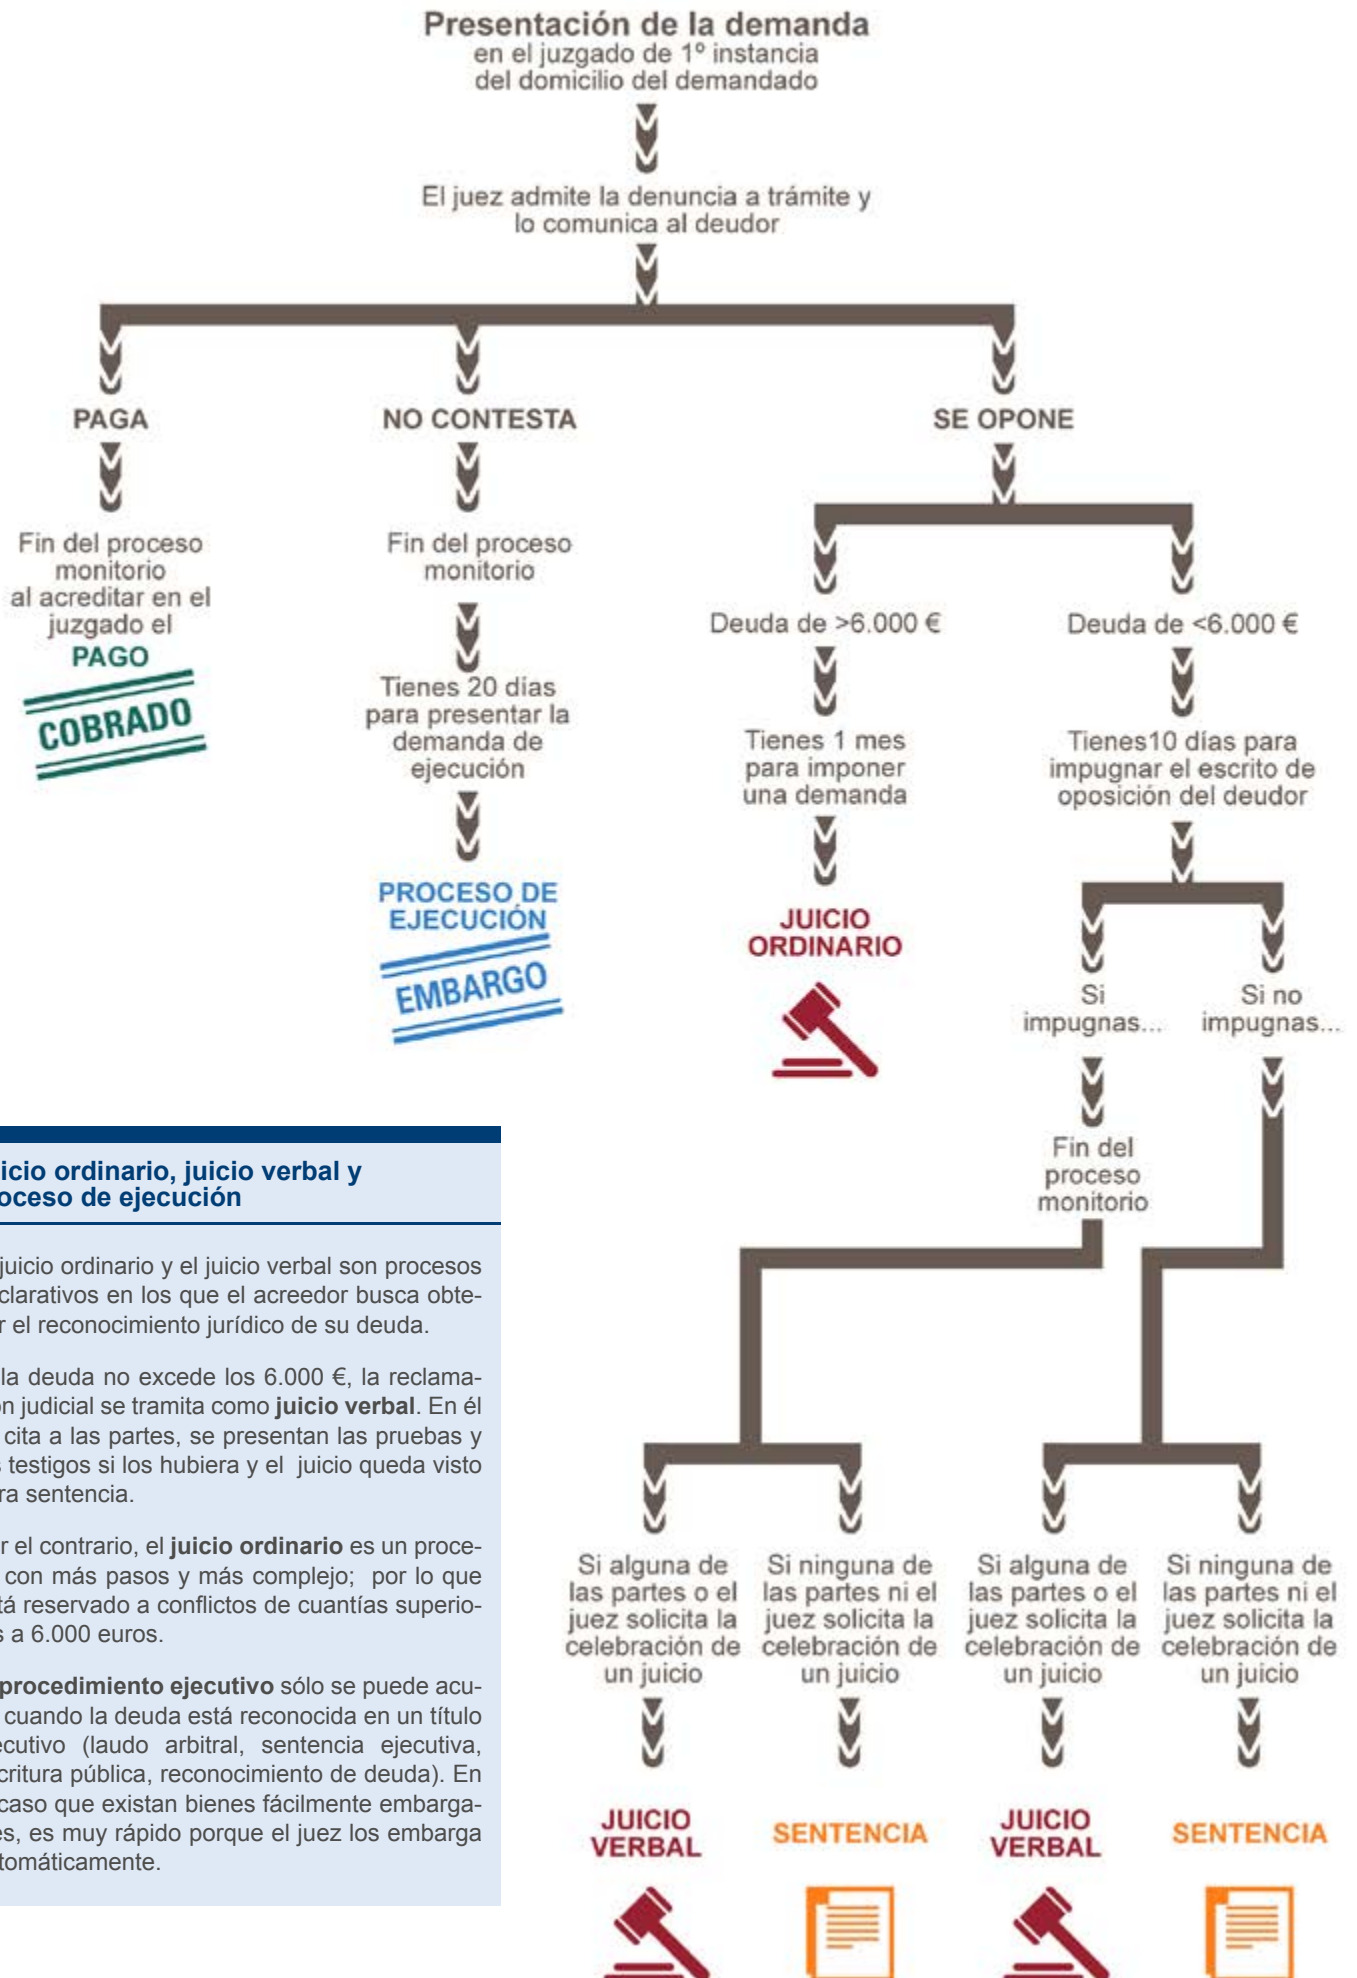 Presentación de la demanda
en el juzgado de 1º instancia
del domicilio del demandado
El juez admite la denuncia a trámite y
lo comunica al deudor
PAGA
Fin del proceso
monitorio
al acreditar en el
juzgado el
PAGO
COBRADO
NO CONTESTA
Fin del proceso
monitorio
Tienes 20 días
para presentar la
demanda de
ejecución
PROCESO DE
EJECUCIÓN
EMBARGO
SE OPONE
Deuda de >6.000 €
Tienes 1 mes
para imponer
una demanda
JUICIO
ORDINARIO
Deuda de <6.000 €
Tienes10 días para
impugnar el escrito de
oposición del deudor
Si
impugnas...
Fin del
proceso
monitorio
Si no
impugnas...
Si alguna de
las partes o el
juez solicita la
celebración de
un juicio
JUICIO
VERBAL
Si ninguna de
las partes ni el
juez solicita la
celebración de
un juicio
SENTENCIA
Si alguna de
las partes o el
juez solicita la
celebración de
un juicio
JUICIO
VERBAL
Si ninguna de
las partes ni el
juez solicita la
celebración de
un juicio
SENTENCIA
icio ordinario, juicio verbal y
oceso de ejecución
juicio ordinario y el juicio verbal son procesos
clarativos en los que el acreedor busca obte-
r el reconocimiento jurídico de su deuda.
la deuda no excede los 6.000 €, la reclama-
n judicial se tramita como juicio verbal. En él
cita a las partes, se presentan las pruebas y
s testigos si los hubiera y el juicio queda visto
ra sentencia.
r el contrario, el juicio ordinario es un proce-
con más pasos y más complejo; por lo que
tá reservado a conflictos de cuantías superio-
s a 6.000 euros.
procedimiento ejecutivo sólo se puede acu-
cuando la deuda está reconocida en un título
ecutivo (laudo arbitral, sentencia ejecutiva,
critura pública, reconocimiento de deuda). En
caso que existan bienes fácilmente embarga-
es, es muy rápido porque el juez los embarga
tomáticamente.